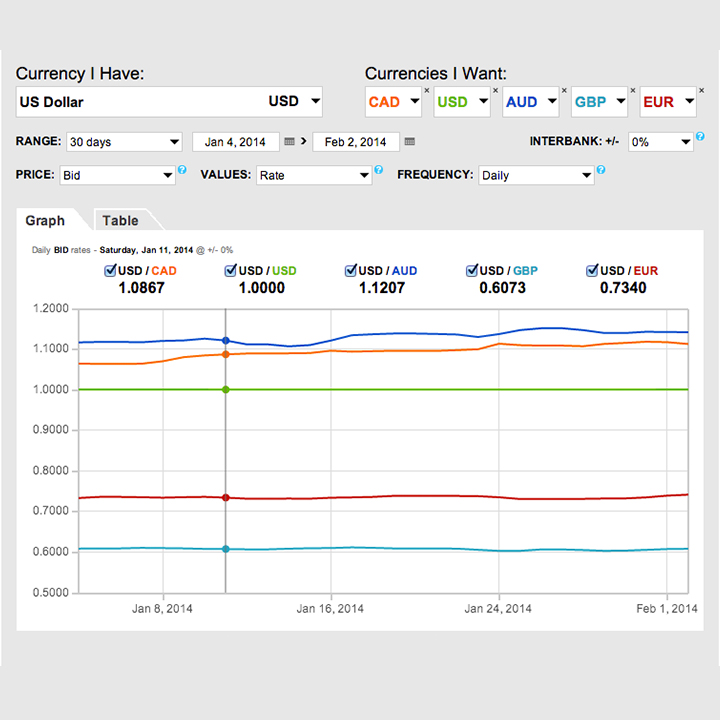 Currency I Have: Currencies I Want:
US Dollar USD CAD × USD × AUD × GBP × EUR ×
RANGE: 30 days Jan 4, 2014 > Feb 2, 2014 INTERBANK: +/- 0% ?
PRICE: Bid ? VALUES: Rate ? FREQUENCY: Daily ?
Graph Table
Daily BID rates - Saturday, Jan 11, 2014 @ +/- 0%
USD / CAD USD / USD USD / AUD USD / GBP USD / EUR
1.0867 1.0000 1.1207 0.6073 0.7340
1.2000
1.1000
1.0000
0.9000
0.8000
0.7000
0.6000
0.5000
Jan 8, 2014 Jan 16, 2014 Jan 24, 2014 Feb 1, 2014